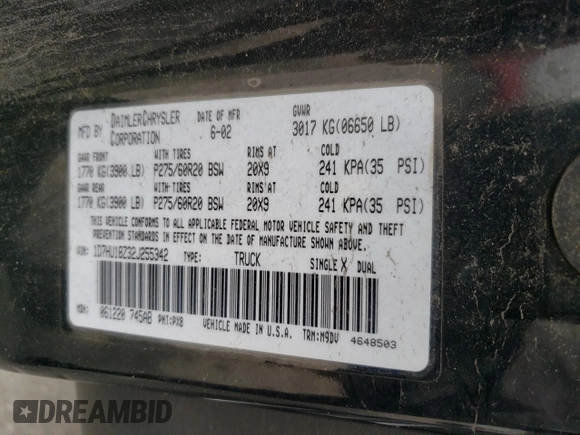 MFD BY DAIMLERCHRYSLER CORPORATION DATE OF MFR 6-02 GVWR 3017 KG(06650 LB)
GAWR FRONT WITH TIRES RIMS AT COLD
1770 KG(3900 LB) P275/60R20 BSW 20X9 241 KPA(35 PSI)
GAWR REAR WITH TIRES RIMS AT COLD
1770 KG(3900 LB) P275/60R20 BSW 20X9 241 KPA(35 PSI)
THIS VEHICLE CONFORMS TO ALL APPLICABLE FEDERAL MOTOR VEHICLE SAFETY AND THEFT
PREVENTION STANDARDS IN EFFECT ON THE DATE OF MANUFACTURE SHOWN ABOVE.
VIN: 1D7HU18Z32J255342 TYPE: TRUCK SINGLE X DUAL
MDH: 061220 745AB PNT:PX8 VEHICLE MADE IN U.S.A. TRM:M9DV 4648503
DREAMBID